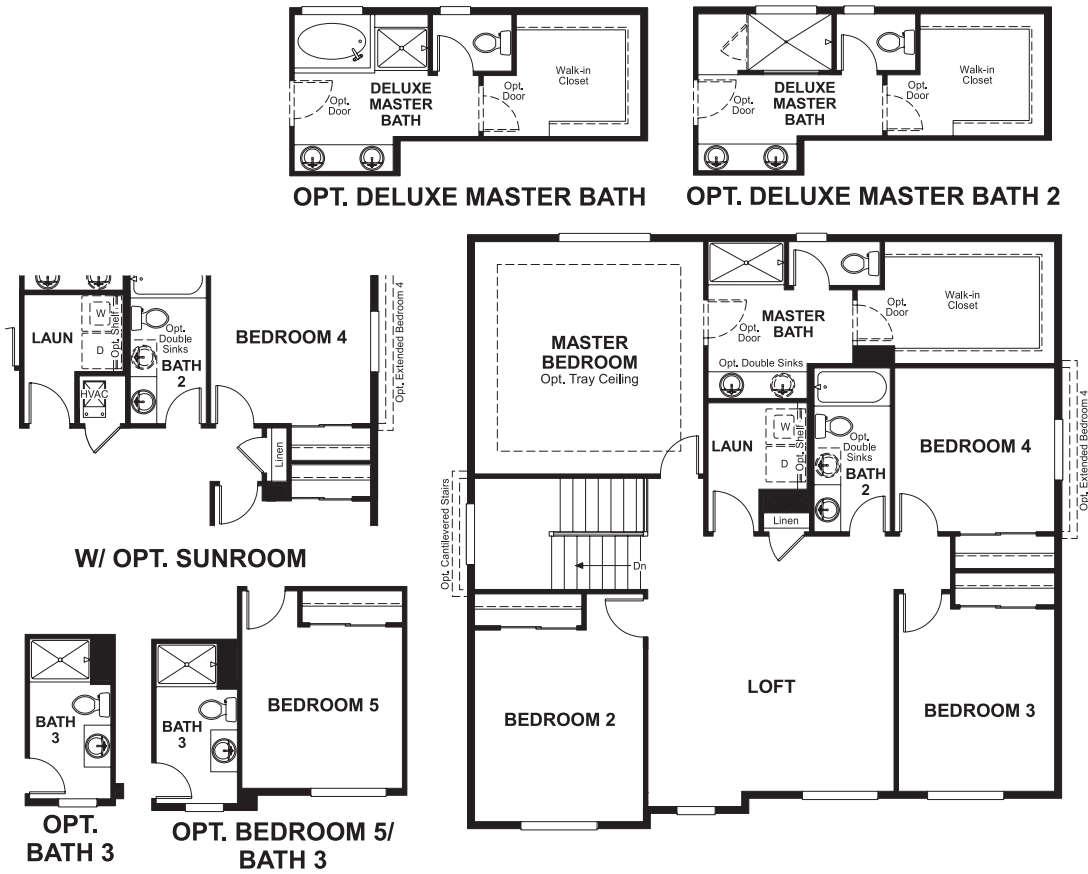 Opt.
Door
DELUXE
MASTER
BATH
Opt.
Door
Walk-in
Closet
OPT. DELUXE MASTER BATH
Opt.
Door
DELUXE
MASTER
BATH
Opt.
Door
Walk-in
Closet
OPT. DELUXE MASTER BATH 2
LAUN
W
D
Opt. Shelf
HVAC
Opt.
Double
Sinks
BATH
2
BEDROOM 4
Opt. Extended Bedroom 4
Linen
W/ OPT. SUNROOM
MASTER
BEDROOM
Opt. Tray Ceiling
Opt.
Door
MASTER
BATH
Opt. Double Sinks
Opt.
Door
Walk-in
Closet
LAUN
W
D
Opt. Shelf
Opt.
Double
Sinks
BATH
2
BEDROOM 4
Opt. Extended Bedroom 4
Linen
Opt. Cantilevered Stairs
Dn
BEDROOM 2
LOFT
BEDROOM 3
BATH
3
OPT.
BATH 3
BATH
3
BEDROOM 5
OPT. BEDROOM 5/
BATH 3